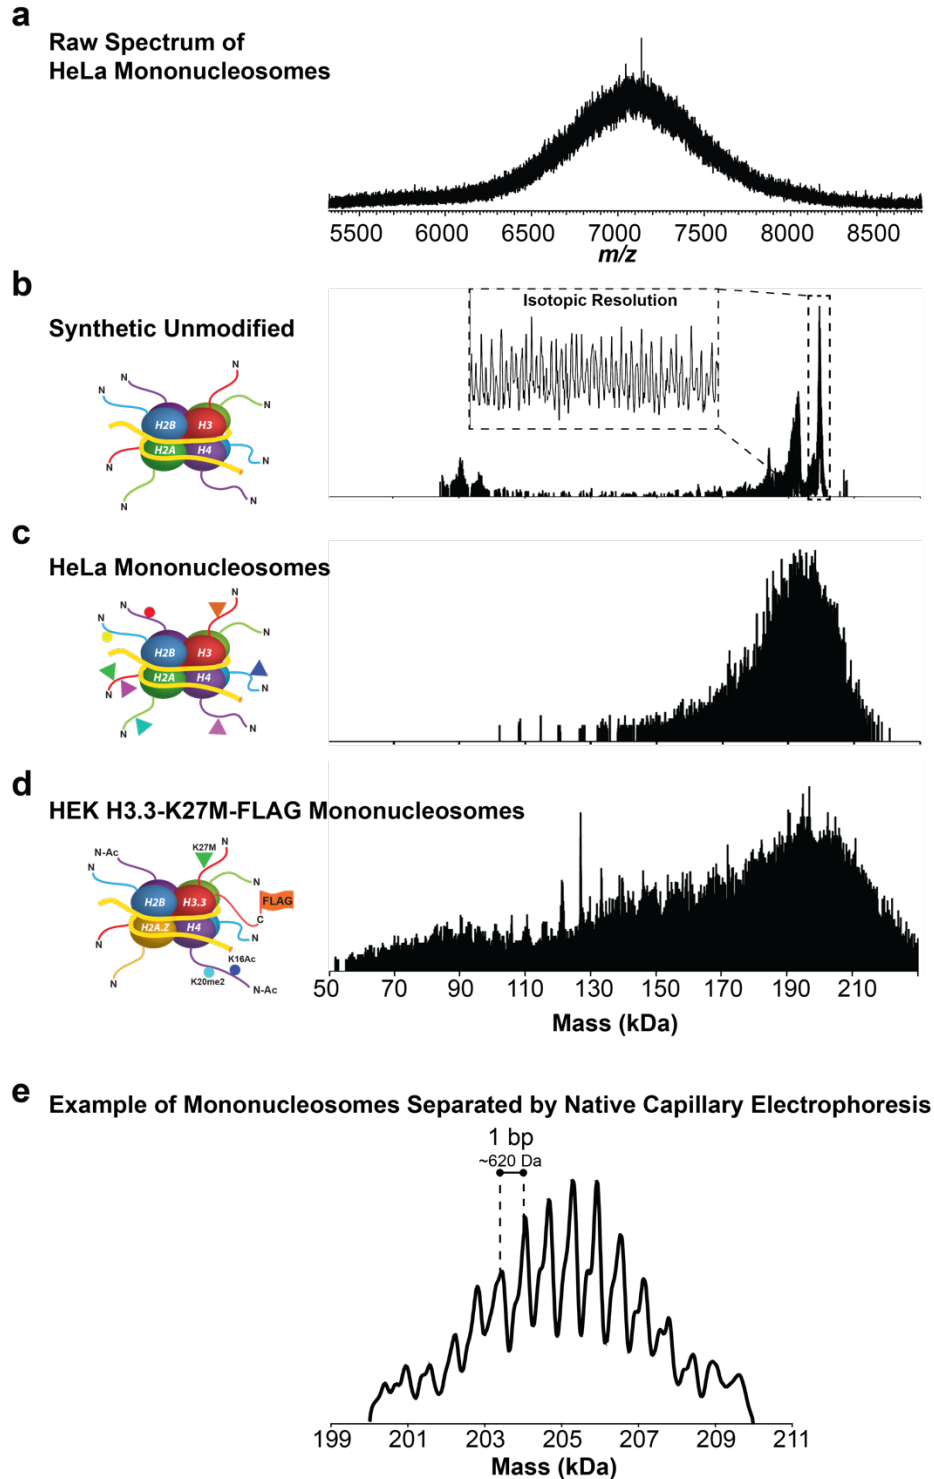 a
Raw Spectrum of
HeLa Mononucleosomes
5500 6000 6500 7000 7500 8000 8500
m/z
b
Synthetic Unmodified
Isotopic Resolution
N N N N
H2B H3
H2A H4
N N N N
c
HeLa Mononucleosomes
N N N N
H2B H3
H2A H4
N N N N
d
HEK H3.3-K27M-FLAG Mononucleosomes
N-Ac K27M N
N N
H2B H3.3 FLAG
C
H2A.Z H4 N
N K16Ac
K20me2
N N-Ac
50 70 90 110 130 150 170 190 210
Mass (kDa)
e
Example of Mononucleosomes Separated by Native Capillary Electrophoresis
1 bp
~620 Da
199 201 203 205 207 209 211
Mass (kDa)